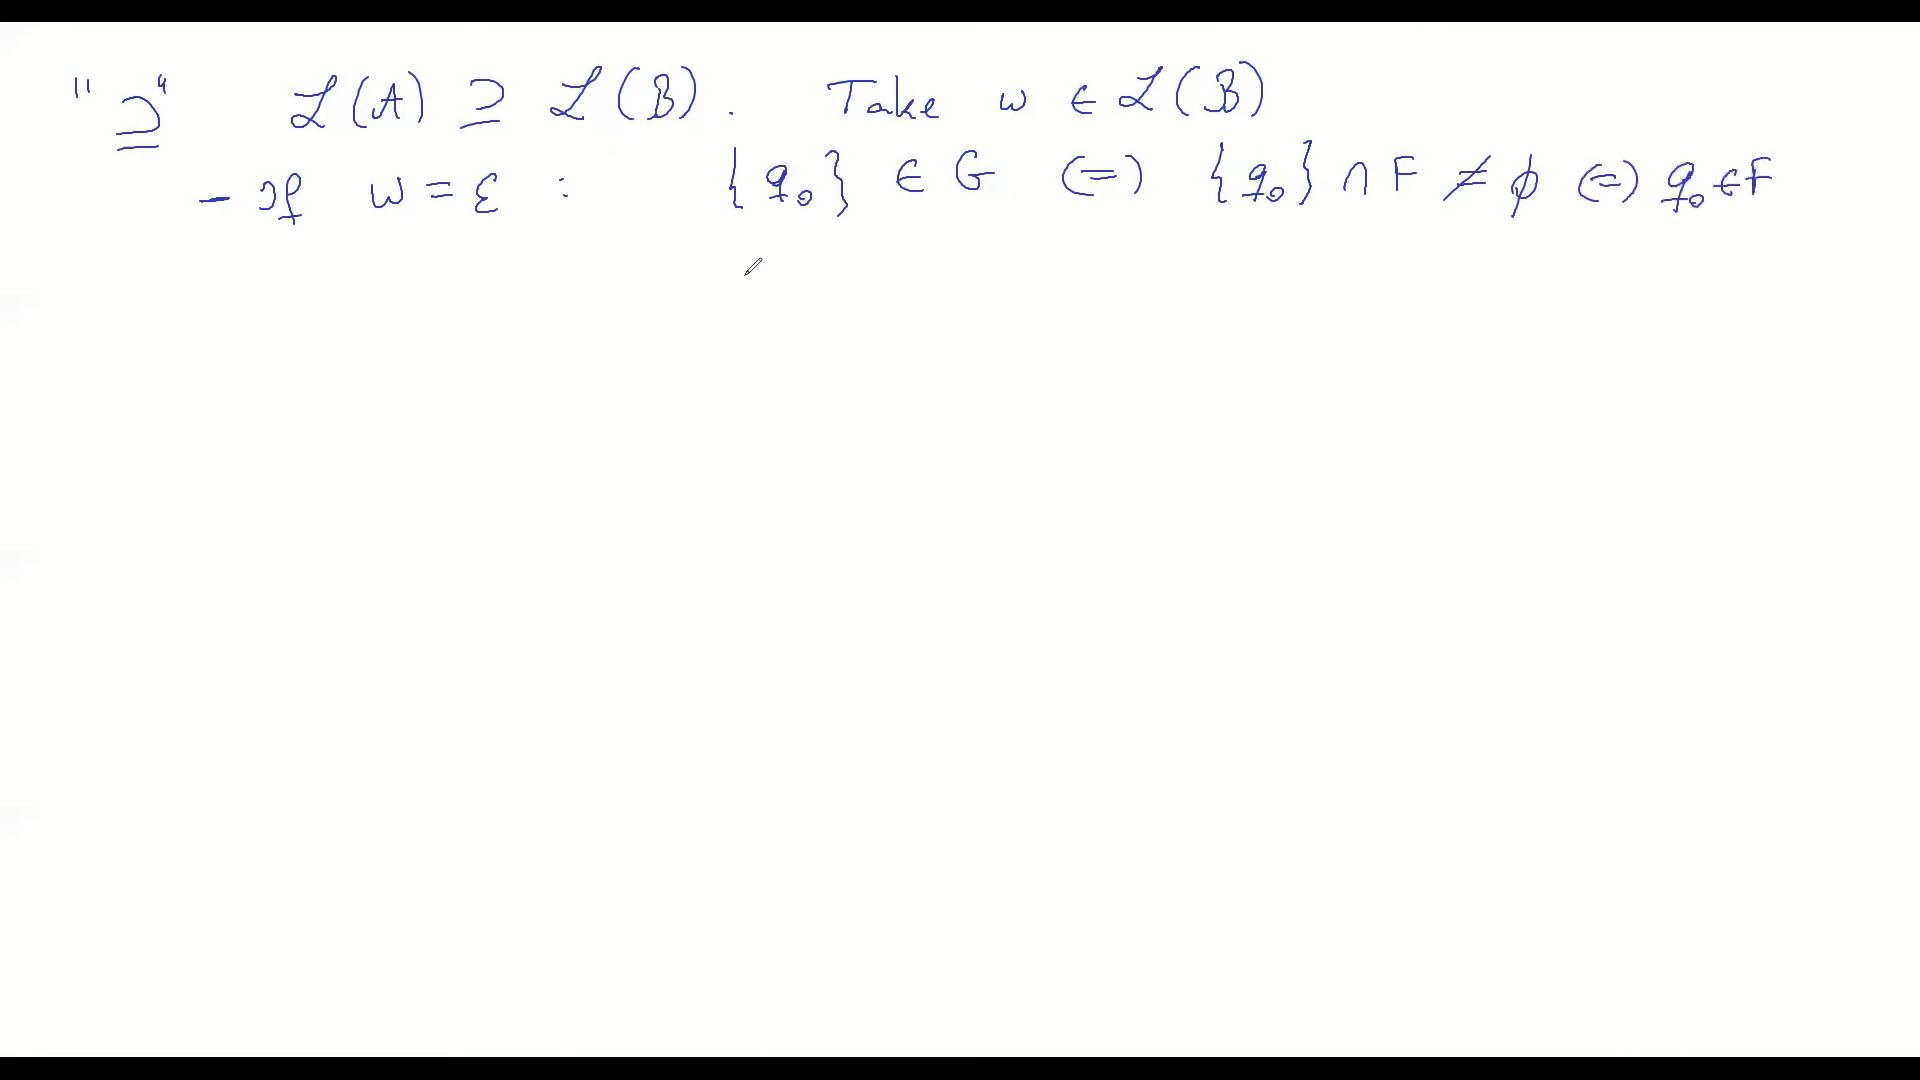 "⊇" ℒ(A) ⊇ ℒ(B). Take w ∈ ℒ(B)
- If w = ε : {q₀} ∈ G (=) {q₀} ∩ F ≠ ϕ (=) q₀ ∈ F